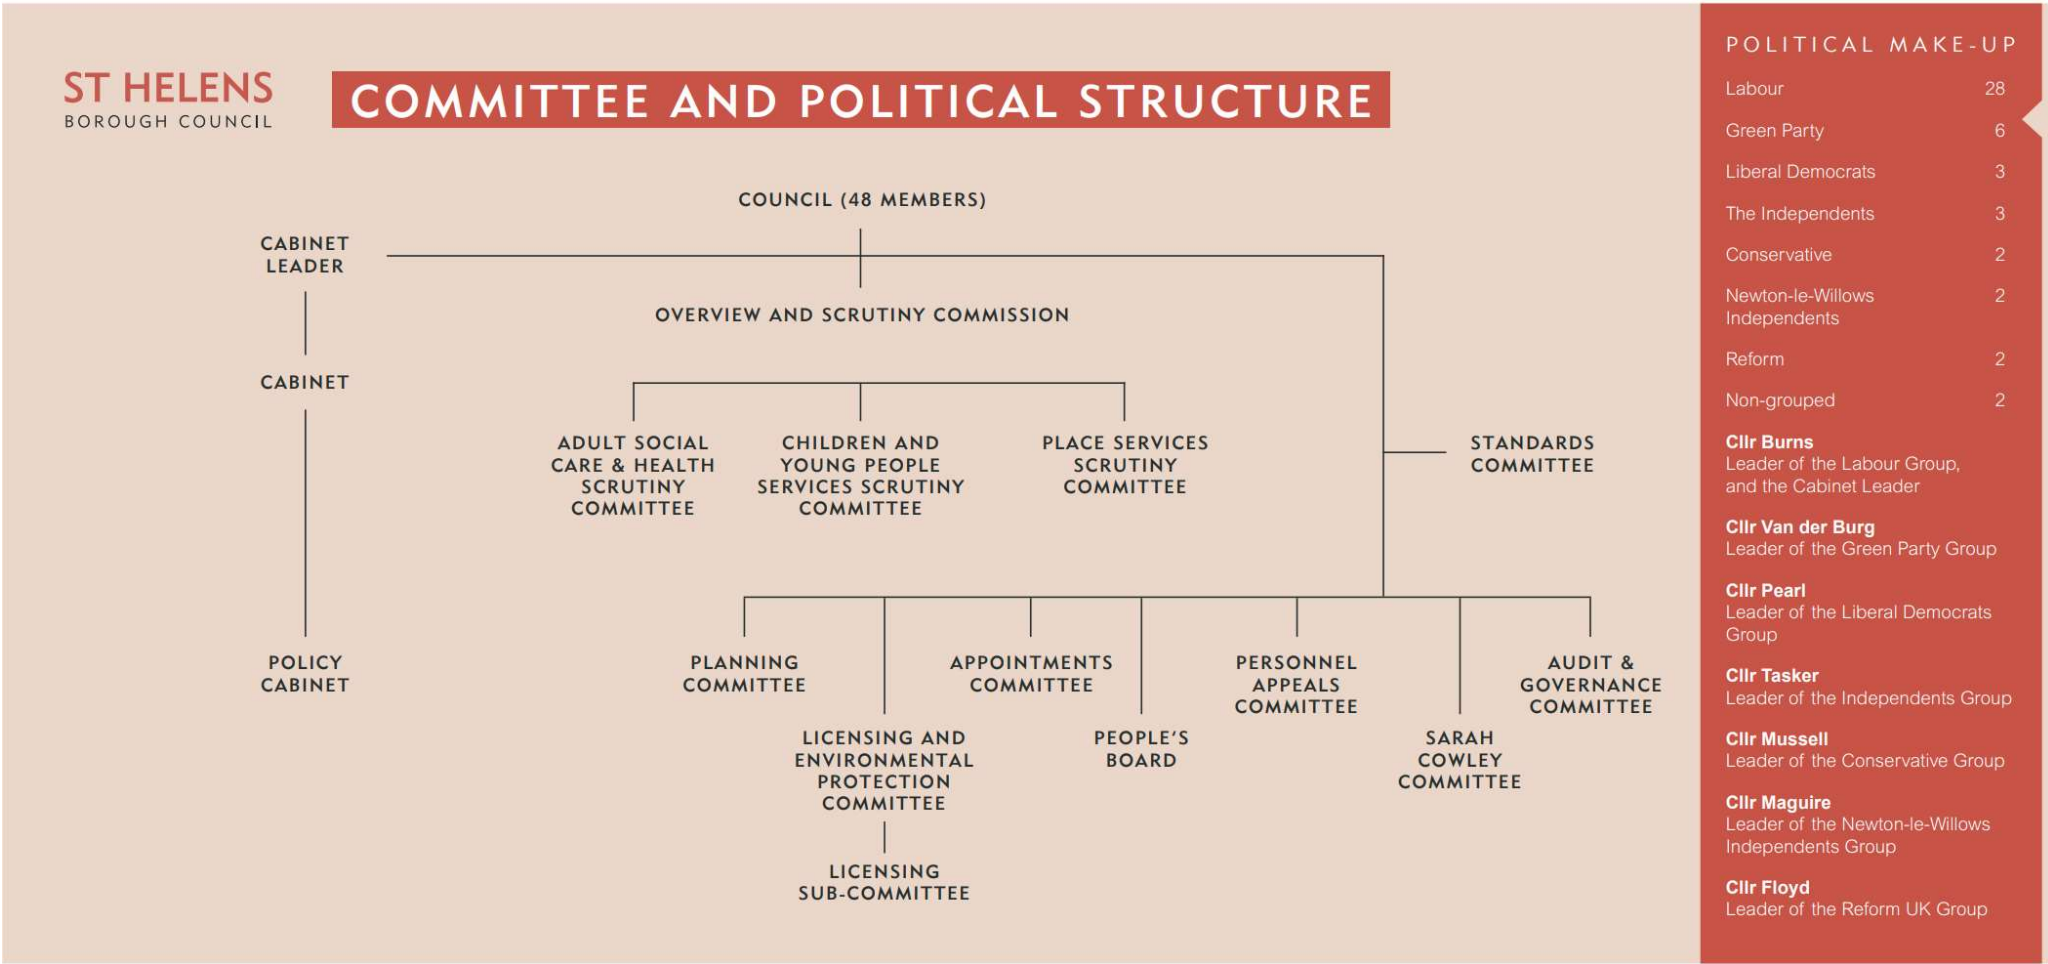 ST HELENS
BOROUGH COUNCIL
COMMITTEE AND POLITICAL STRUCTURE
COUNCIL (48 MEMBERS)
CABINET
LEADER
OVERVIEW AND SCRUTINY COMMISSION
CABINET
ADULT SOCIAL
CARE & HEALTH
SCRUTINY
COMMITTEE
CHILDREN AND
YOUNG PEOPLE
SERVICES SCRUTINY
COMMITTEE
PLACE SERVICES
SCRUTINY
COMMITTEE
STANDARDS
COMMITTEE
POLICY
CABINET
PLANNING
COMMITTEE
APPOINTMENTS
COMMITTEE
PERSONNEL
APPEALS
COMMITTEE
AUDIT &
GOVERNANCE
COMMITTEE
LICENSING AND
ENVIRONMENTAL
PROTECTION
COMMITTEE
PEOPLE'S
BOARD
SARAH
COWLEY
COMMITTEE
LICENSING
SUB-COMMITTEE
POLITICAL MAKE-UP
Labour 28
Green Party 6
Liberal Democrats 3
The Independents 3
Conservative 2
Newton-le-Willows 2
Independents
Reform 2
Non-grouped 2
Cllr Burns
Leader of the Labour Group,
and the Cabinet Leader
Cllr Van der Burg
Leader of the Green Party Group
Cllr Pearl
Leader of the Liberal Democrats
Group
Cllr Tasker
Leader of the Independents Group
Cllr Mussell
Leader of the Conservative Group
Cllr Maguire
Leader of the Newton-le-Willows
Independents Group
Cllr Floyd
Leader of the Reform UK Group